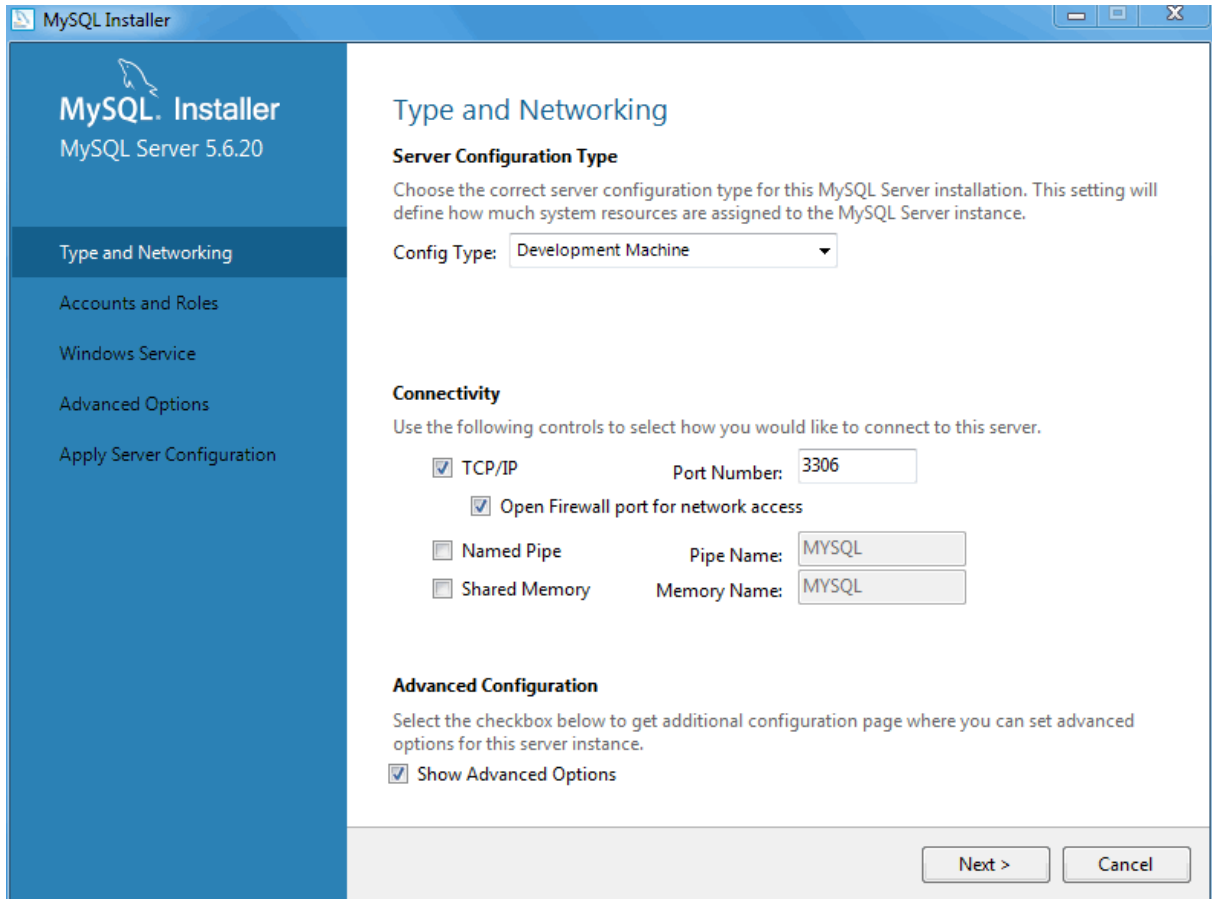 MySQL Installer
MySQL. Installer
MySQL Server 5.6.20
Type and Networking
Accounts and Roles
Windows Service
Advanced Options
Apply Server Configuration
Type and Networking
Server Configuration Type
Choose the correct server configuration type for this MySQL Server installation. This setting will
define how much system resources are assigned to the MySQL Server instance.
Config Type: Development Machine
Connectivity
Use the following controls to select how you would like to connect to this server.
TCP/IP Port Number: 3306
Open Firewall port for network access
Named Pipe Pipe Name: MYSQL
Shared Memory Memory Name: MYSQL
Advanced Configuration
Select the checkbox below to get additional configuration page where you can set advanced
options for this server instance.
Show Advanced Options
Next > Cancel